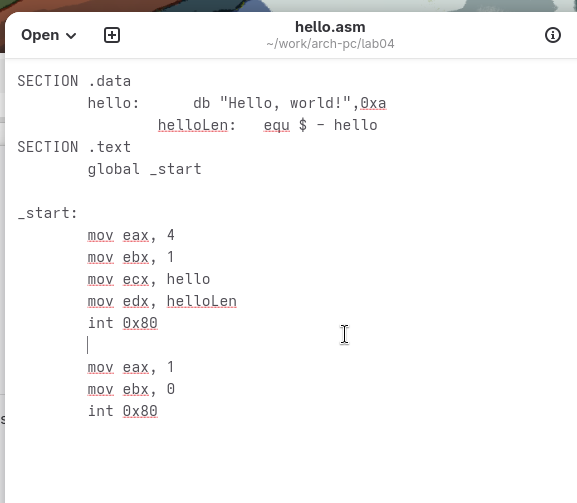 Open
hello.asm
~/work/arch-pc/lab04
SECTION .data
hello: db "Hello, world!",0xa
helloLen: equ $ - hello
SECTION .text
global _start
_start:
mov eax, 4
mov ebx, 1
mov ecx, hello
mov edx, helloLen
int 0x80
mov eax, 1
mov ebx, 0
int 0x80